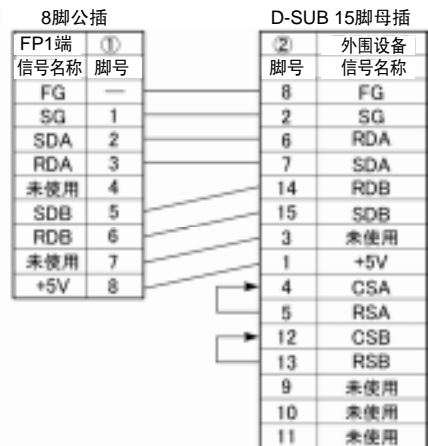 8脚公插 D-SUB 15脚母插
FP1端 ① ② 外围设备
信号名称 脚号 脚号 信号名称
FG — 8 FG
SG 1 2 SG
SDA 2 6 RDA
RDA 3 7 SDA
未使用 4 14 RDB
SDB 5 15 SDB
RDB 6 3 未使用
未使用 7 1 +5V
+5V 8 4 CSA
5 RSA
12 CSB
13 RSB
9 未使用
10 未使用
11 未使用